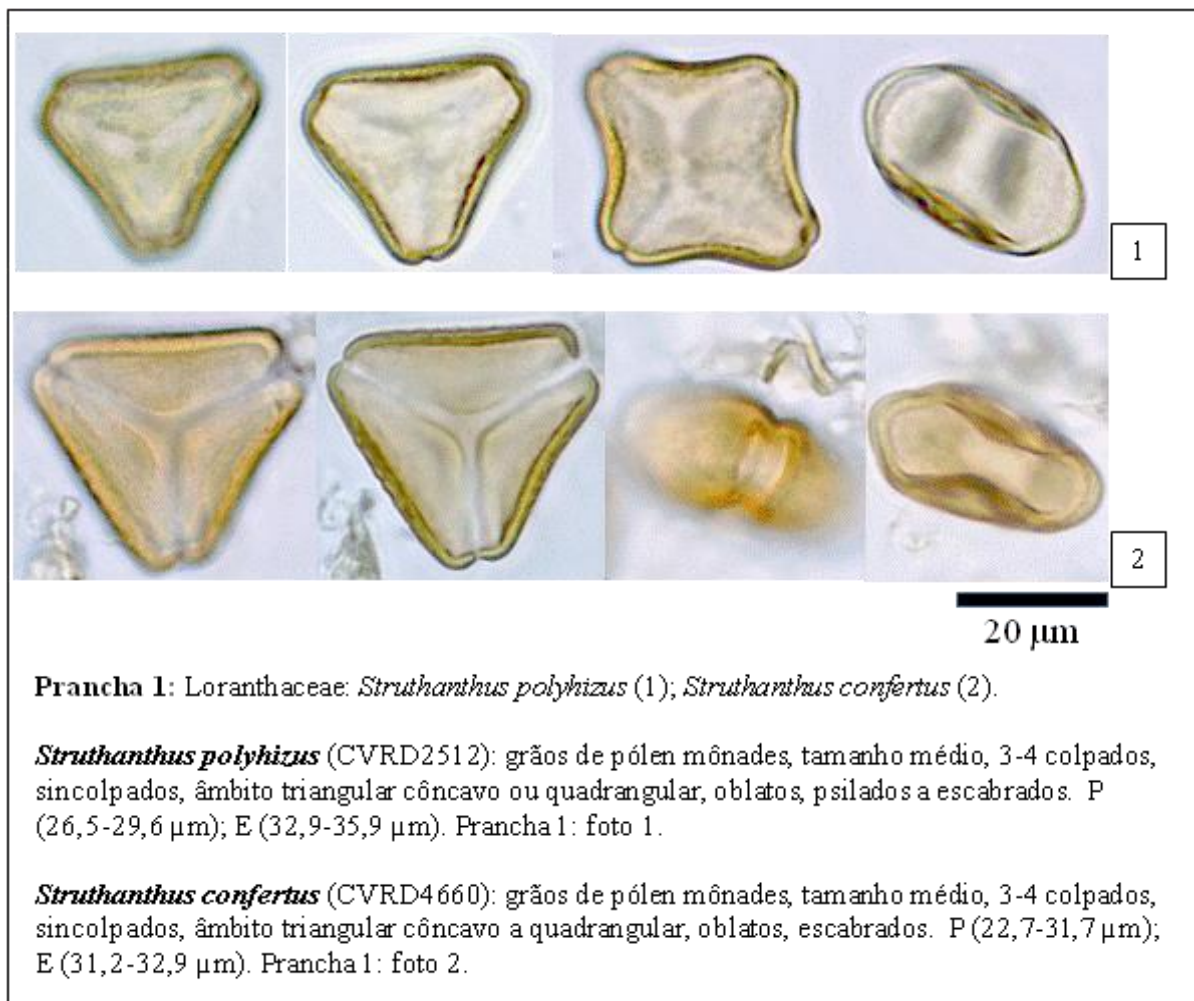 1
2
20 µm
Prancha 1: Loranthaceae: Struthanthus polyhizus (1); Struthanthus confertus (2).
Struthanthus polyhizus (CVRD2512): grãos de pólen mônades, tamanho médio, 3-4 colpados,
sincolpados, âmbito triangular côncavo ou quadrangular, oblatos, psilados a escabrados. P
(26,5-29,6 µm); E (32,9-35,9 µm). Prancha 1: foto 1.
Struthanthus confertus (CVRD4660): grãos de pólen mônades, tamanho médio, 3-4 colpados,
sincolpados, âmbito triangular côncavo a quadrangular, oblatos, escabrados. P (22,7-31,7 µm);
E (31,2-32,9 µm). Prancha 1: foto 2.